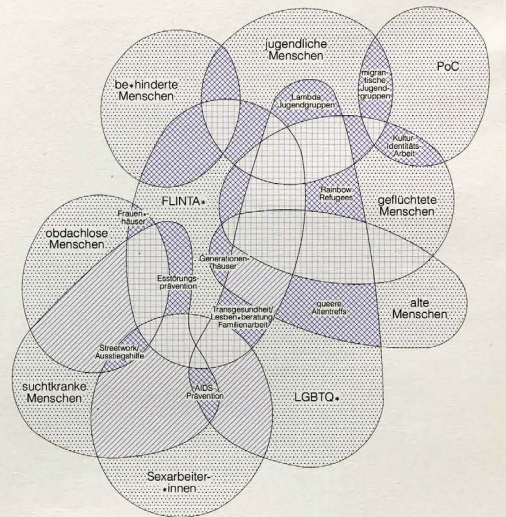 jugendliche
Menschen
PoC
be•hinderte
Menschen
migran-
tische
Jugend-
gruppen
Lambda
Jugendgruppen
Kultur-
Identitäts-
Arbeit
Rainbow-
Refugees
FLINTA•
geflüchtete
Menschen
Frauen•
häuser
obdachlose
Menschen
Generationen-
häuser
Esstörungs-
prävention
queere
Altentreffs
alte
Menschen
Transgesundheit/
Lesben•beratung/
Familienarbeit
Streetwork/
Ausstiegshilfe
suchtkranke
Menschen
AIDS-
Prävention
LGBTQ•
Sexarbeiter-
•innen